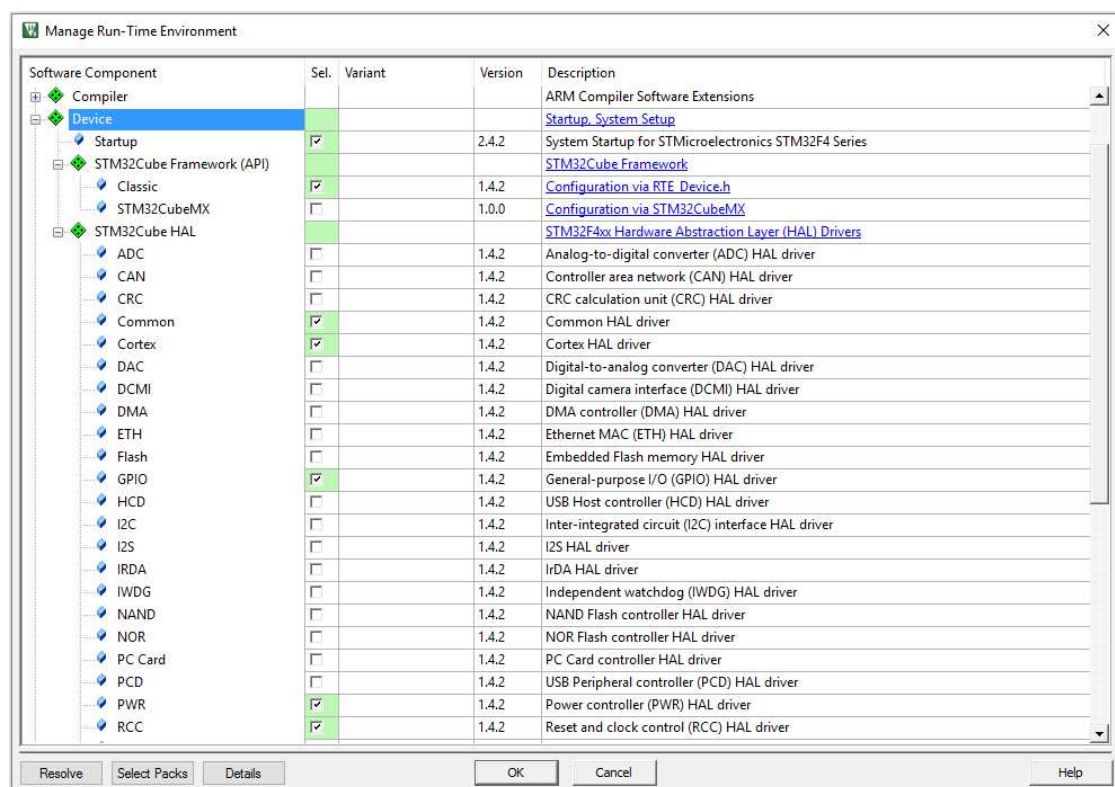 Manage Run-Time Environment
Software Component Sel. Variant Version Description
Compiler ARM Compiler Software Extensions
Device Startup, System Setup
Startup 2.4.2 System Startup for STMicroelectronics STM32F4 Series
STM32Cube Framework (API) STM32Cube Framework
Classic 1.4.2 Configuration via RTE_Device.h
STM32CubeMX 1.0.0 Configuration via STM32CubeMX
STM32Cube HAL STM32F4xx Hardware Abstraction Layer (HAL) Drivers
ADC 1.4.2 Analog-to-digital converter (ADC) HAL driver
CAN 1.4.2 Controller area network (CAN) HAL driver
CRC 1.4.2 CRC calculation unit (CRC) HAL driver
Common 1.4.2 Common HAL driver
Cortex 1.4.2 Cortex HAL driver
DAC 1.4.2 Digital-to-analog converter (DAC) HAL driver
DCMI 1.4.2 Digital camera interface (DCMI) HAL driver
DMA 1.4.2 DMA controller (DMA) HAL driver
ETH 1.4.2 Ethernet MAC (ETH) HAL driver
Flash 1.4.2 Embedded Flash memory HAL driver
GPIO 1.4.2 General-purpose I/O (GPIO) HAL driver
HCD 1.4.2 USB Host controller (HCD) HAL driver
I2C 1.4.2 Inter-integrated circuit (I2C) interface HAL driver
I2S 1.4.2 I2S HAL driver
IRDA 1.4.2 IrDA HAL driver
IWDG 1.4.2 Independent watchdog (IWDG) HAL driver
NAND 1.4.2 NAND Flash controller HAL driver
NOR 1.4.2 NOR Flash controller HAL driver
PC Card 1.4.2 PC Card controller HAL driver
PCD 1.4.2 USB Peripheral controller (PCD) HAL driver
PWR 1.4.2 Power controller (PWR) HAL driver
RCC 1.4.2 Reset and clock control (RCC) HAL driver
Resolve Select Packs Details OK Cancel Help